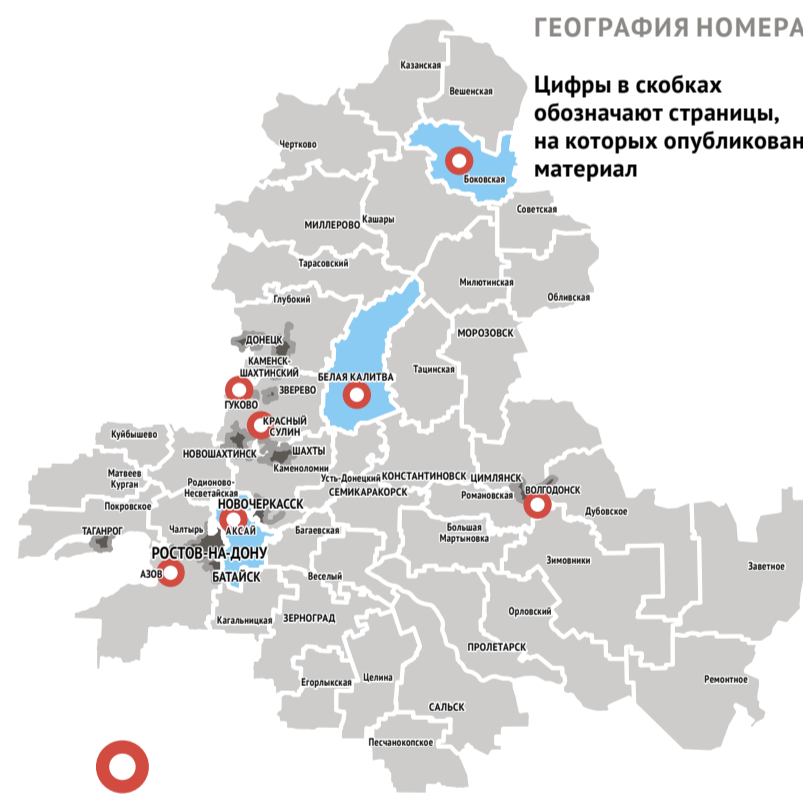 ГЕОГРАФИЯ НОМЕРА
Цифры в скобках
обозначают страницы,
на которых опубликован
материал
Казанская
Вешенская
Чертково
Боковская
Советская
МИЛЛЕРОВО
Кашары
Тарасовский
Милютинская
Обливская
Глубокий
МОРОЗОВСК
ДОНЕЦК
КАМЕНСК-
ШАХТИНСКИЙ
Тацинская
БЕЛАЯ КАЛИТВА
ЗВЕРЕВО
ГУКОВО
КРАСНЫЙ
СУЛИН
Куйбышево
НОВОШАХТИНСК
ШАХТЫ
Каменоломни
Матвеев
Курган
Родионово-
Несветайская
Усть-Донецкий
КОНСТАНТИНОВСК
ЦИМЛЯНСК
СЕМИКАРАКОРСК
Романовская
ВОЛГОДОНСК
Покровское
НОВОЧЕРКАССК
Дубовское
ТАГАНРОГ
Чалтырь
АКСАЙ
Багаевская
Большая
Мартыновка
РОСТОВ-НА-ДОНУ
Зимовники
Заветное
АЗОВ
БАТАЙСК
Веселый
Кагальницкая
ЗЕРНОГРАД
Орловский
ПРОЛЕТАРСК
Егорлыкская
Целина
Ремонтное
САЛЬСК
Песчанокопское